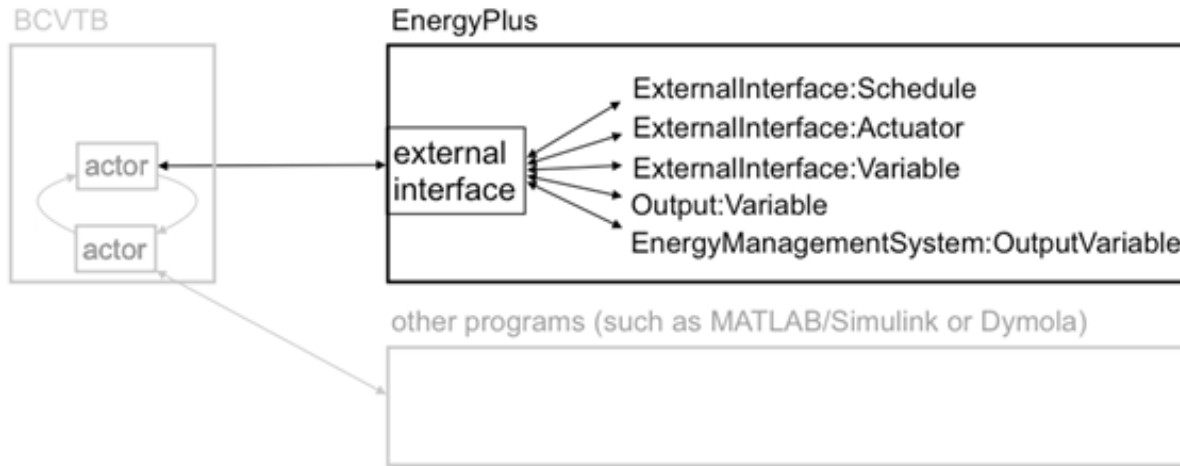 BCVTB
EnergyPlus
ExternalInterface:Schedule
ExternalInterface:Actuator
ExternalInterface:Variable
Output:Variable
EnergyManagementSystem:OutputVariable
external
interface
actor
actor
other programs (such as MATLAB/Simulink or Dymola)